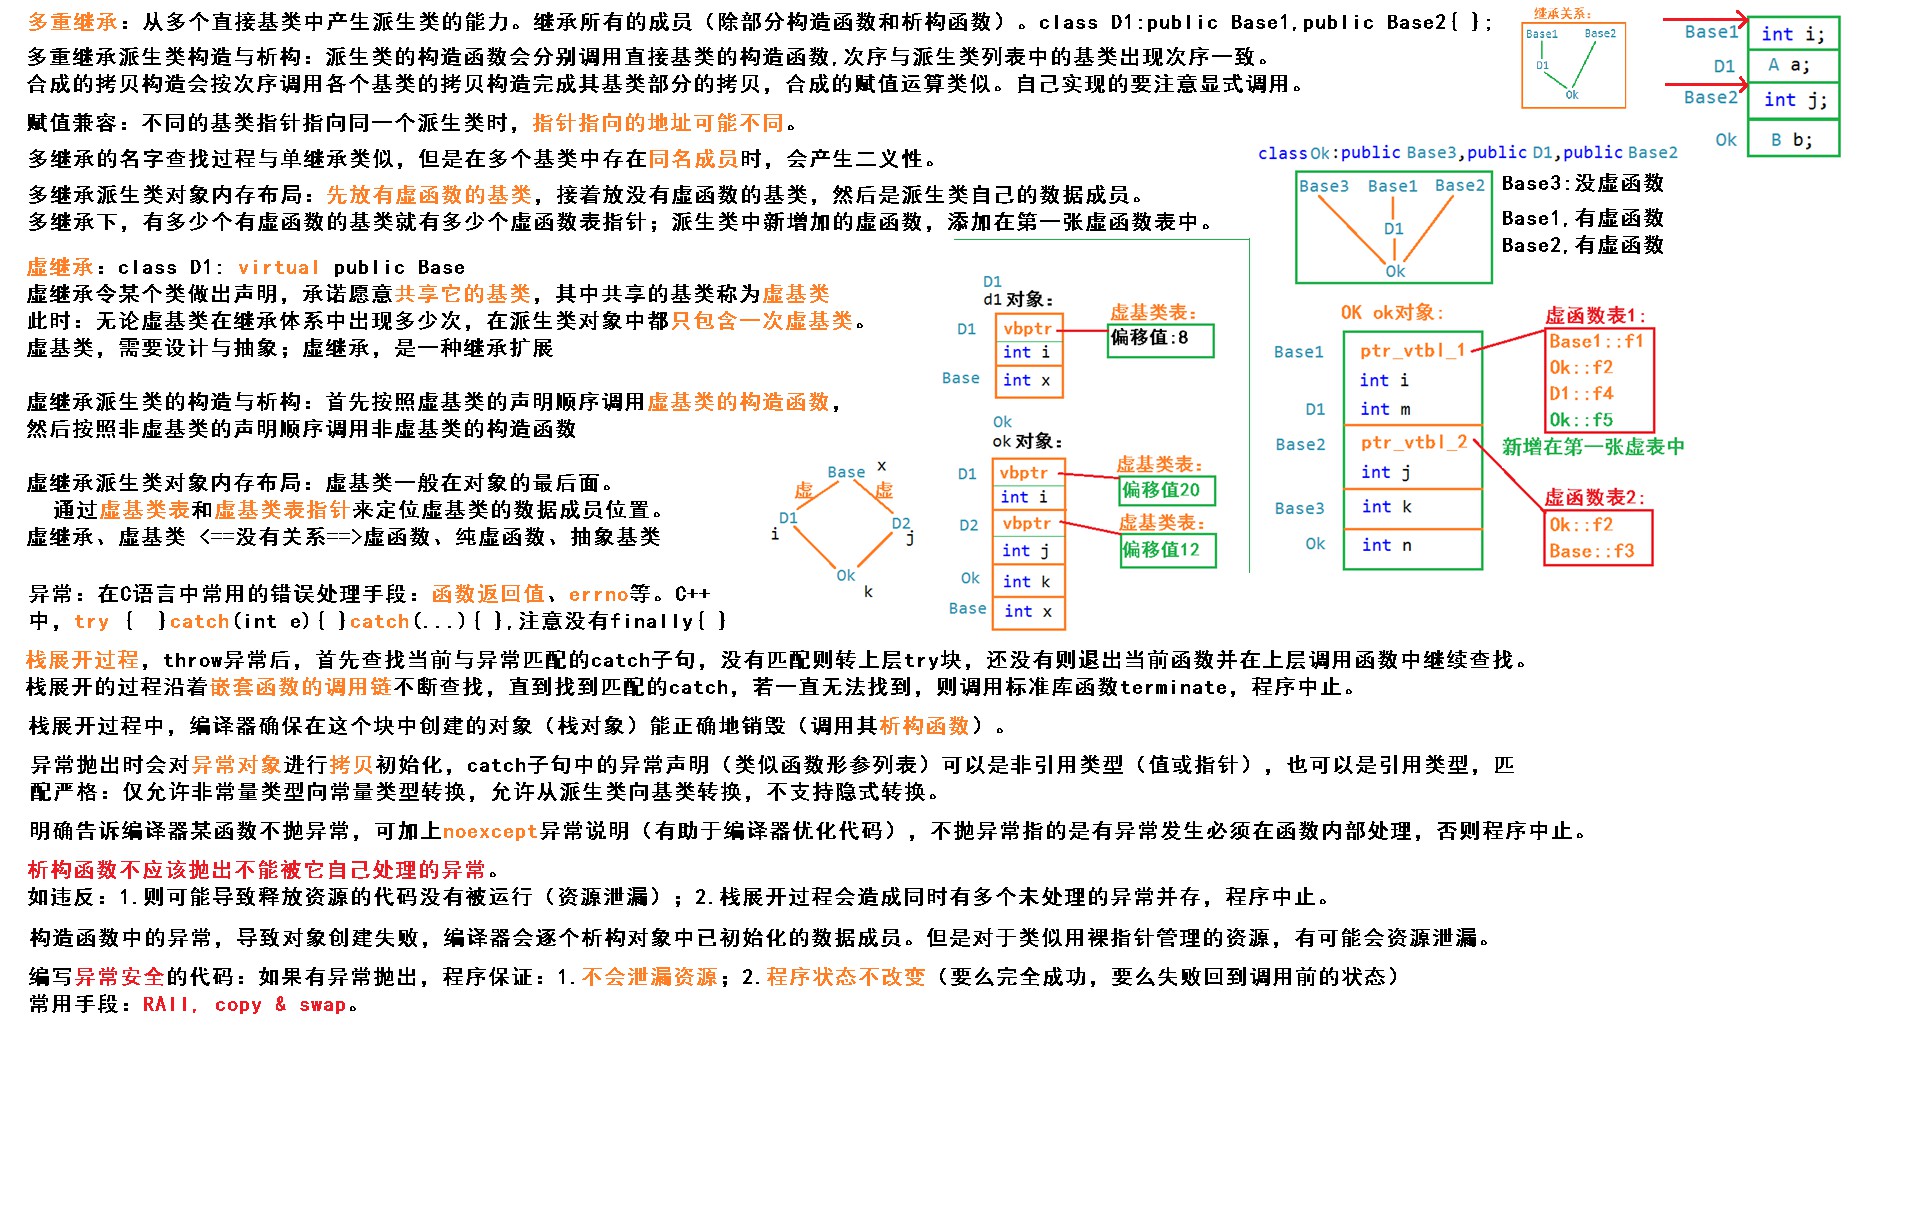 多重继承：从多个直接基类中产生派生类的能力。继承所有的成员（除部分构造函数和析构函数）。class D1:public Base1,public Base2{ };
多重继承派生类构造与析构：派生类的构造函数会分别调用直接基类的构造函数,次序与派生类列表中的基类出现次序一致。
合成的拷贝构造会按次序调用各个基类的拷贝构造完成其基类部分的拷贝，合成的赋值运算类似。自己实现的要注意显式调用。
赋值兼容：不同的基类指针指向同一个派生类时，指针指向的地址可能不同。
多继承的名字查找过程与单继承类似，但是在多个基类中存在同名成员时，会产生二义性。
多继承派生类对象内存布局：先放有虚函数的基类，接着放没有虚函数的基类，然后是派生类自己的数据成员。
多继承下，有多少个有虚函数的基类就有多少个虚函数表指针；派生类中新增加的虚函数，添加在第一张虚函数表中。
继承关系:
Base1 Base2
D1
Ok
Base1 int i;
D1 A a;
Base2 int j;
Ok B b;
class Ok:public Base3,public D1,public Base2
Base3 Base1 Base2
D1
Ok
Base3:没虚函数
Base1,有虚函数
Base2,有虚函数
虚继承：class D1: virtual public Base
虚继承令某个类做出声明，承诺愿意共享它的基类，其中共享的基类称为虚基类
此时：无论虚基类在继承体系中出现多少次，在派生类对象中都只包含一次虚基类。
虚基类，需要设计与抽象；虚继承，是一种继承扩展
虚继承派生类的构造与析构：首先按照虚基类的声明顺序调用虚基类的构造函数，
然后按照非虚基类的声明顺序调用非虚基类的构造函数
虚继承派生类对象内存布局：虚基类一般在对象的最后面。
通过虚基类表和虚基类表指针来定位虚基类的数据成员位置。
虚继承、虚基类 <==没有关系==>虚函数、纯虚函数、抽象基类
Base x
虚 虚
D1 D2
i j
Ok
k
D1
d1对象：
D1 vbptr
int i
Base int x
虚基类表：
偏移值:8
Ok
ok对象：
D1 vbptr
int i
D2 vbptr
int j
Ok int k
Base int x
虚基类表：
偏移值20
虚基类表：
偏移值12
OK ok对象:
Base1 ptr_vtbl_1
int i
D1 int m
Base2 ptr_vtbl_2
int j
Base3 int k
Ok int n
虚函数表1:
Base1::f1
Ok::f2
D1::f4
Ok::f5
新增在第一张虚表中
虚函数表2:
Ok::f2
Base::f3
异常：在C语言中常用的错误处理手段：函数返回值、errno等。C++
中，try { }catch(int e){ }catch(...){ },注意没有finally{ }
栈展开过程，throw异常后，首先查找当前与异常匹配的catch子句，没有匹配则转上层try块，还没有则退出当前函数并在上层调用函数中继续查找。
栈展开的过程沿着嵌套函数的调用链不断查找，直到找到匹配的catch，若一直无法找到，则调用标准库函数terminate，程序中止。
栈展开过程中，编译器确保在这个块中创建的对象（栈对象）能正确地销毁（调用其析构函数）。
异常抛出时会对异常对象进行拷贝初始化，catch子句中的异常声明（类似函数形参列表）可以是非引用类型（值或指针），也可以是引用类型，匹
配严格：仅允许非常量类型向常量类型转换，允许从派生类向基类转换，不支持隐式转换。
明确告诉编译器某函数不抛异常，可加上noexcept异常说明（有助于编译器优化代码），不抛异常指的是有异常发生必须在函数内部处理，否则程序中止。
析构函数不应该抛出不能被它自己处理的异常。
如违反：1.则可能导致释放资源的代码没有被运行（资源泄漏）；2.栈展开过程会造成同时有多个未处理的异常并存，程序中止。
构造函数中的异常，导致对象创建失败，编译器会逐个析构对象中已初始化的数据成员。但是对于类似用裸指针管理的资源，有可能会资源泄漏。
编写异常安全的代码：如果有异常抛出，程序保证：1.不会泄漏资源；2.程序状态不改变（要么完全成功，要么失败回到调用前的状态）
常用手段：RAII, copy & swap。